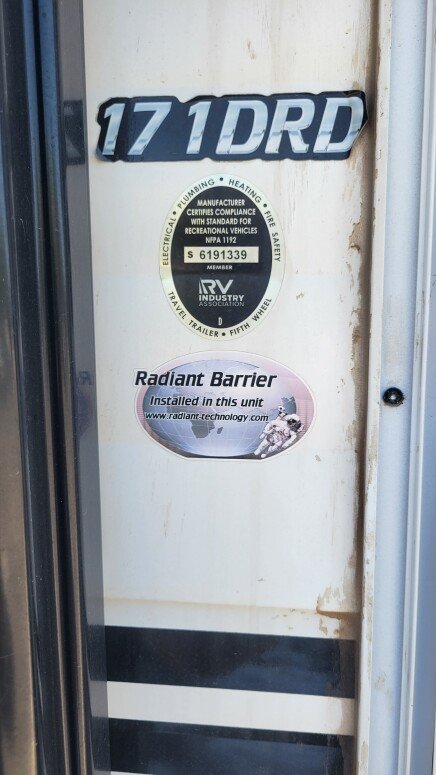 171DRD
ELECTRICAL • PLUMBING • HEATING • FIRE SAFETY
MANUFACTURER
CERTIFIES COMPLIANCE
WITH STANDARD FOR
RECREATIONAL VEHICLES
NFPA 1192
S 6191339
MEMBER
RV
INDUSTRY
ASSOCIATION
D
TRAVEL TRAILER • FIFTH WHEEL
Radiant Barrier
Installed in this unit
www.radiant-technology.com